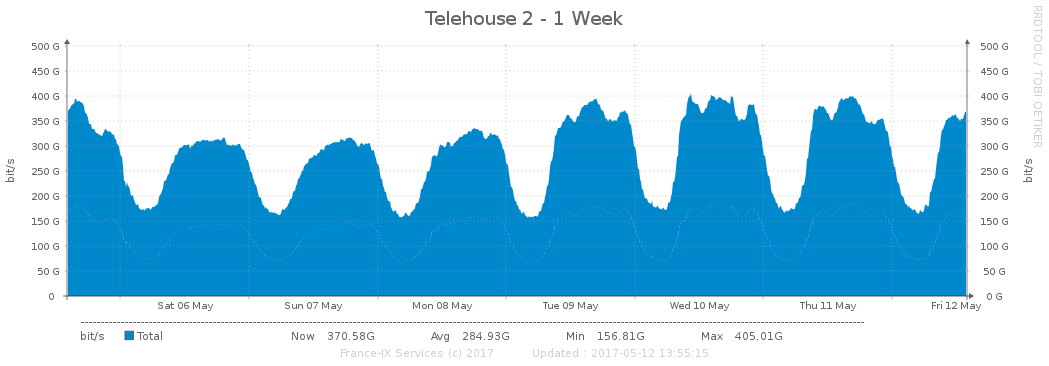 Telehouse 2 - 1 Week
RRDTOOL / TOBI OETIKER
500 G 500 G
450 G 450 G
400 G 400 G
350 G 350 G
300 G 300 G
250 G 250 G
200 G 200 G
150 G 150 G
100 G 100 G
50 G 50 G
0 0 G
bit/s bit/s
Sat 06 May Sun 07 May Mon 08 May Tue 09 May Wed 10 May Thu 11 May Fri 12 May
bit/s Total Now 370.58G Avg 284.93G Min 156.81G Max 405.01G
France-IX Services (c) 2017 Updated : 2017-05-12 13:55:15